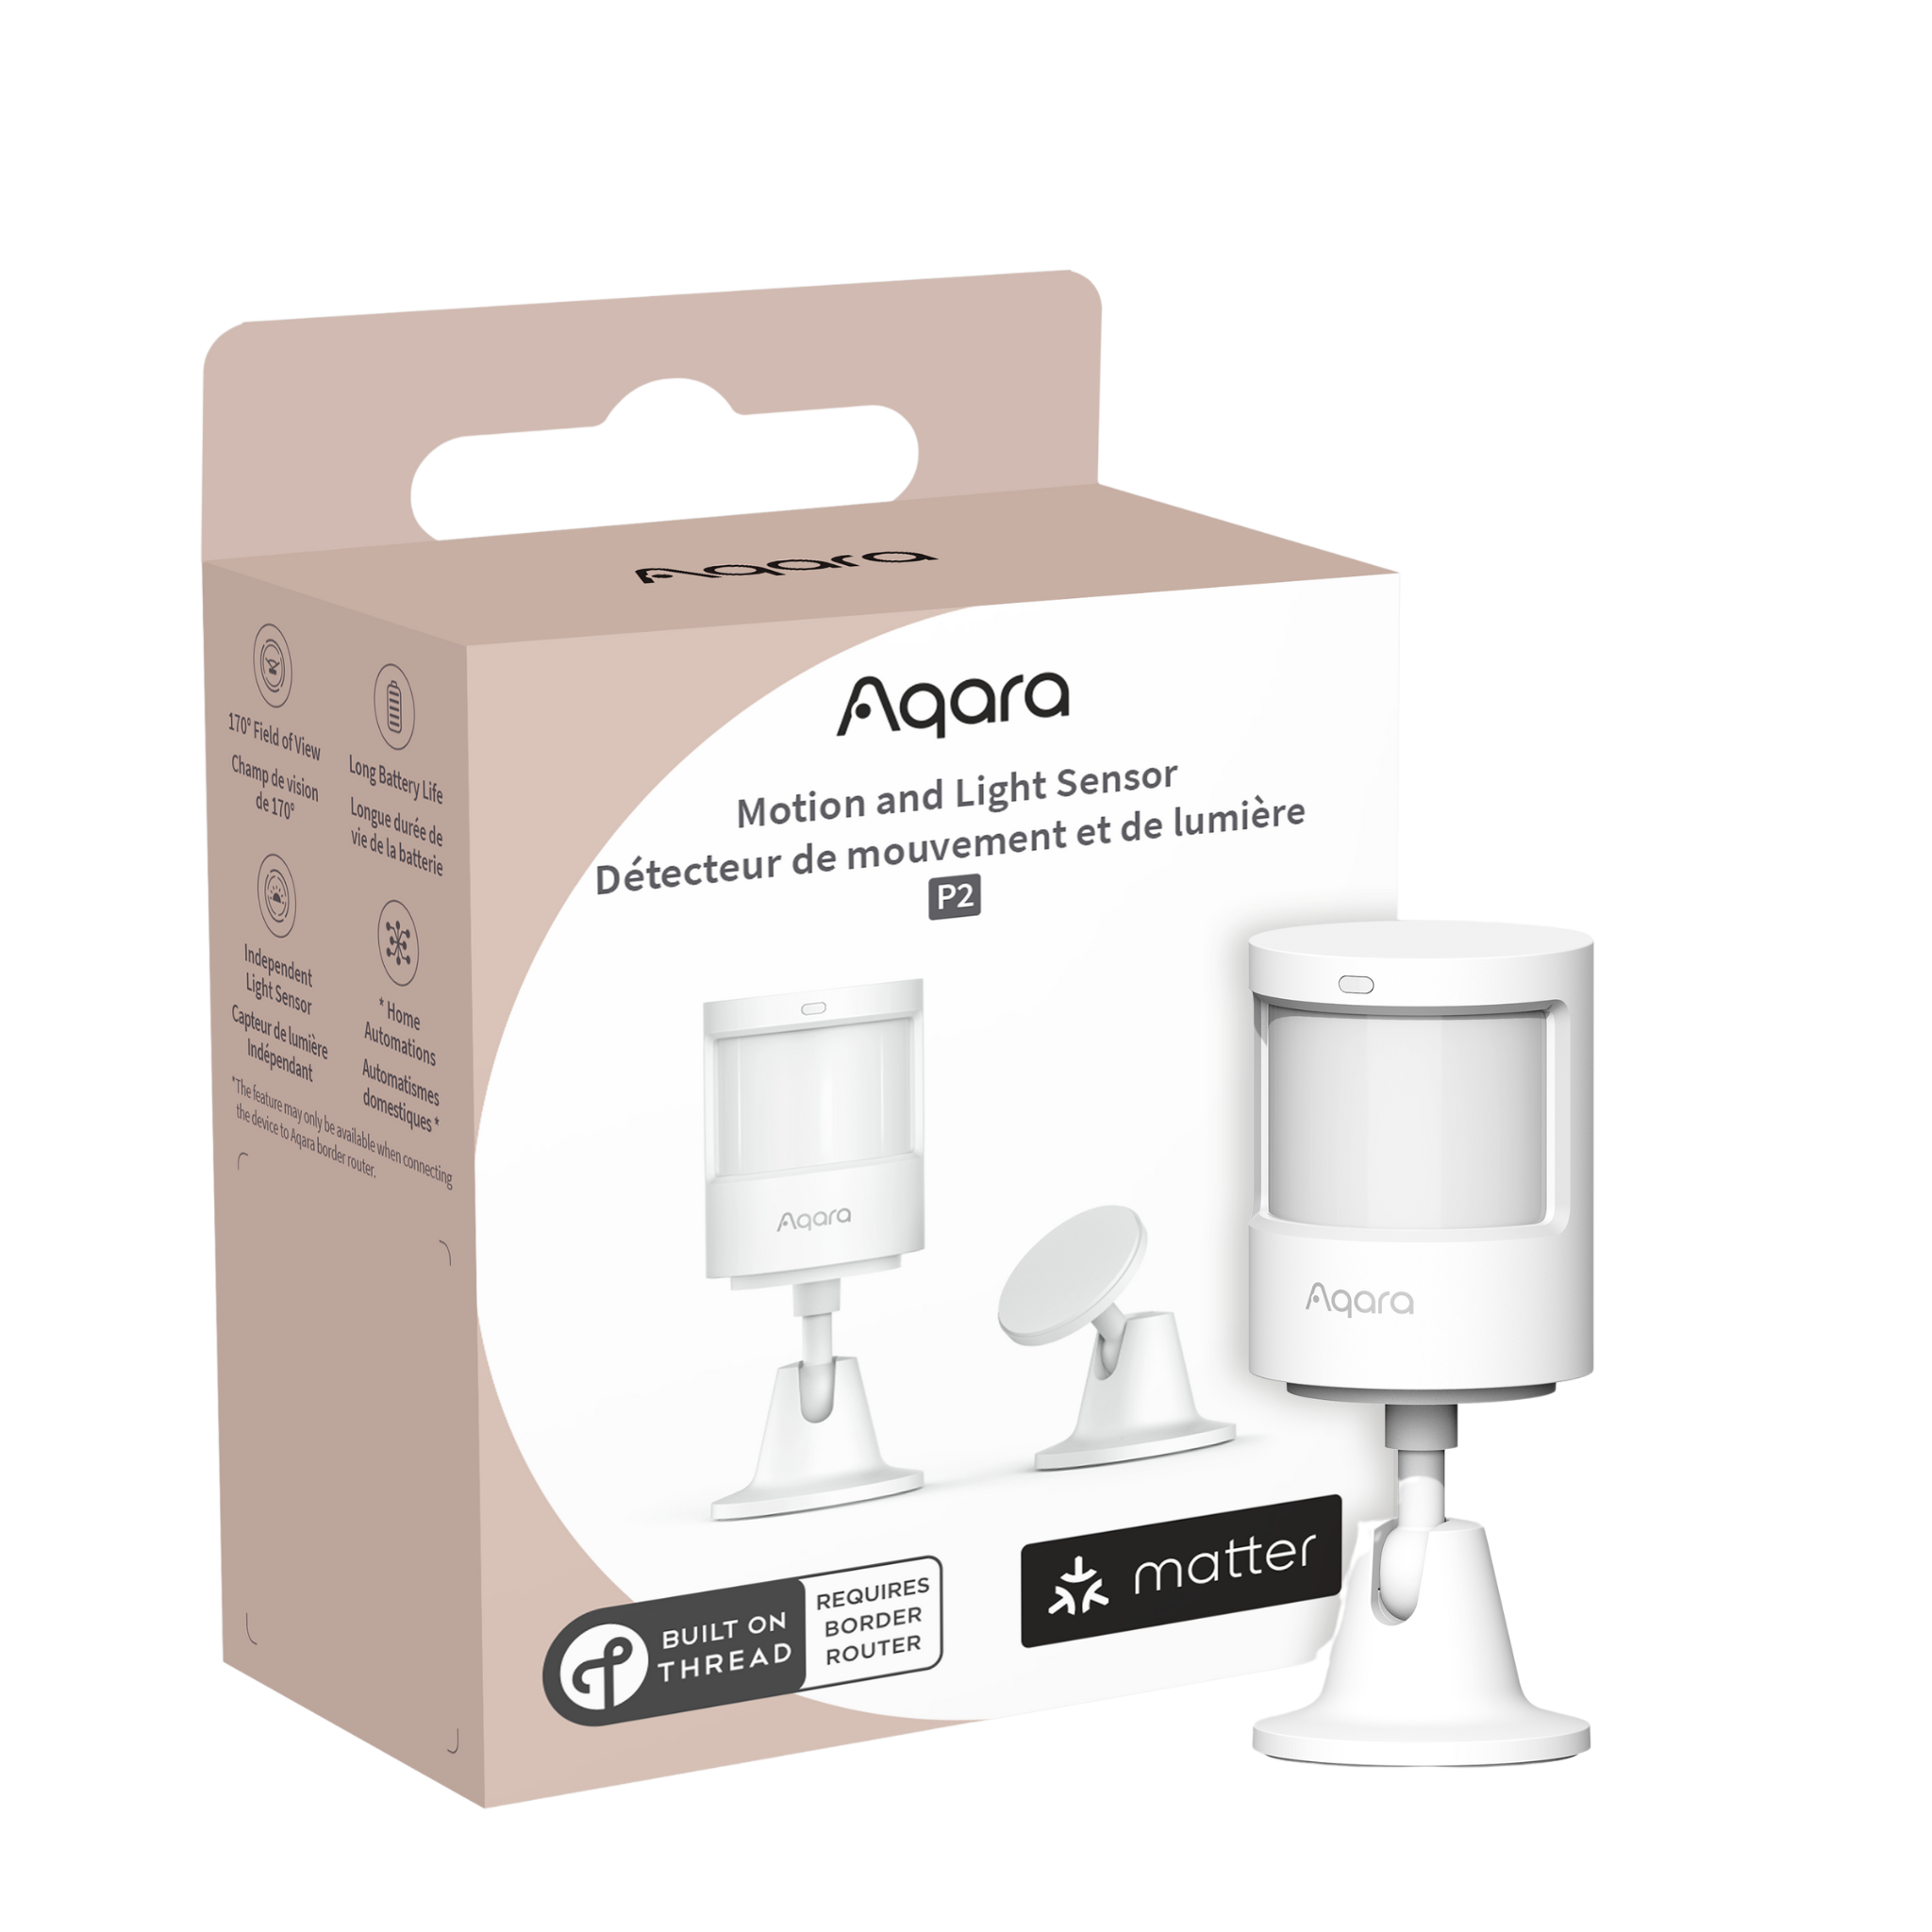 Aqara
Aqara
Motion and Light Sensor
Détecteur de mouvement et de lumière
P2
170° Field of View
Champ de vision
de 170°
Long Battery Life
Longue durée de
vie de la batterie
Independent
Light Sensor
Capteur de lumière
Indépendant
* Home
Automations
Automatismes
domestiques *
*The feature may only be available when connecting
the device to Aqara border router.
Aqara
Aqara
BUILT ON
THREAD
REQUIRES
BORDER
ROUTER
matter